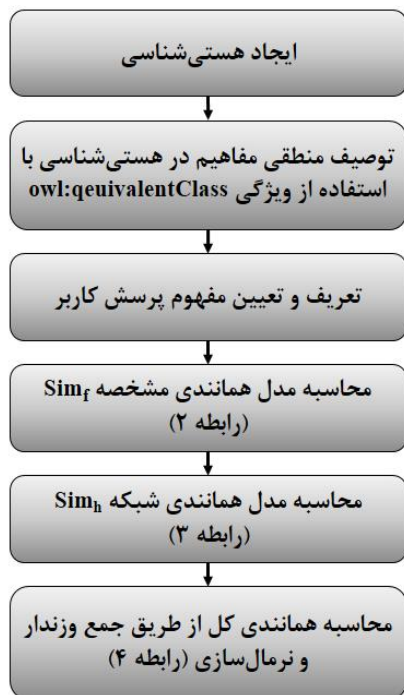 ایجاد هستی‌شناسی
توصیف منطقی مفاهیم در هستی‌شناسی با
استفاده از ویژگی owl:qeuivalentClass
تعریف و تعیین مفهوم پرسش کاربر
محاسبه مدل همانندی مشخصه Simf
(رابطه ۲)
محاسبه مدل همانندی شبکه Simh
(رابطه ۳)
محاسبه همانندی کل از طریق جمع وزندار
و نرمال‌سازی (رابطه ۴)